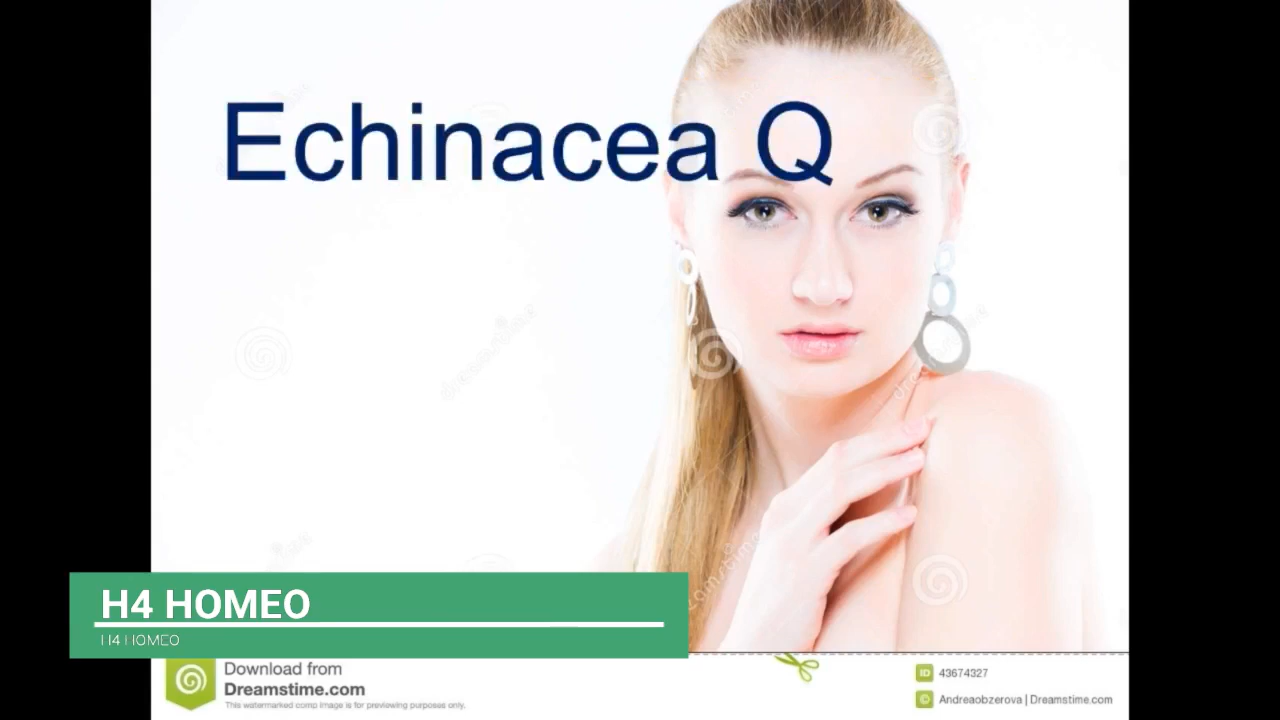 Echinacea Q
H4 HOMEO
H4 HOMEO
Download from
Dreamstime.com
This watermarked comp image is for previewing purposes only.
ID 43674327
© Andreaobzerova | Dreamstime.com